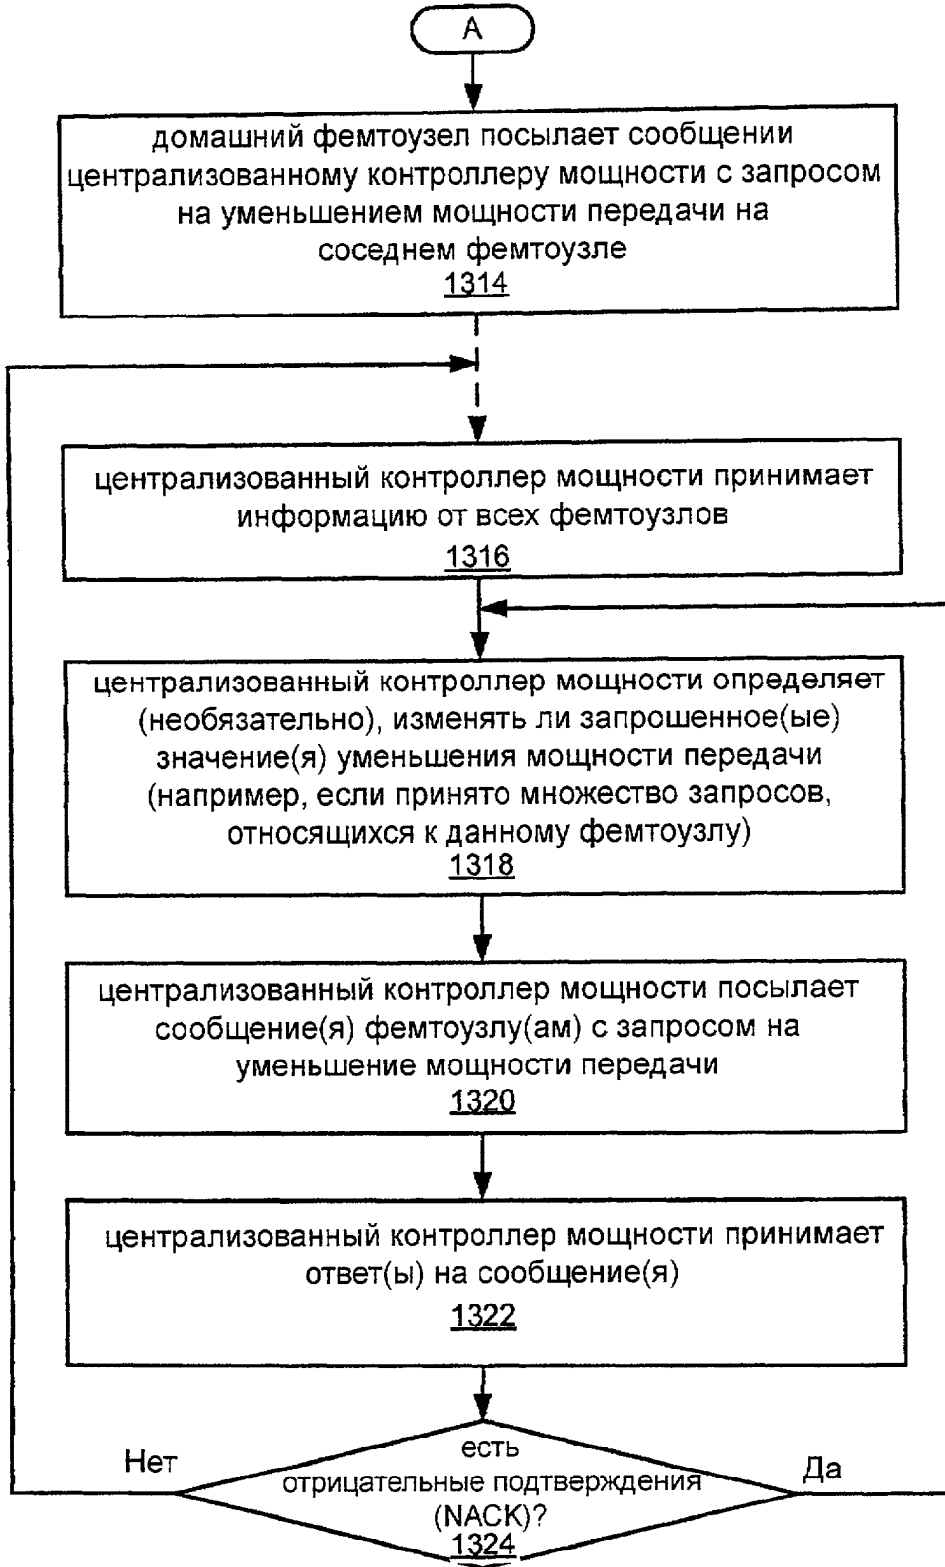 A
домашний фемтоузел посылает сообщении
централизованному контроллеру мощности с запросом
на уменьшением мощности передачи на
соседнем фемтоузле
1314
централизованный контроллер мощности принимает
информацию от всех фемтоузлов
1316
централизованный контроллер мощности определяет
(необязательно), изменять ли запрошенное(ые)
значение(я) уменьшения мощности передачи
(например, если принято множество запросов,
относящихся к данному фемтоузлу)
1318
централизованный контроллер мощности посылает
сообщение(я) фемтоузлу(ам) с запросом на
уменьшение мощности передачи
1320
централизованный контроллер мощности принимает
ответ(ы) на сообщение(я)
1322
Нет
есть
отрицательные подтверждения
(NACK)?
1324
Да